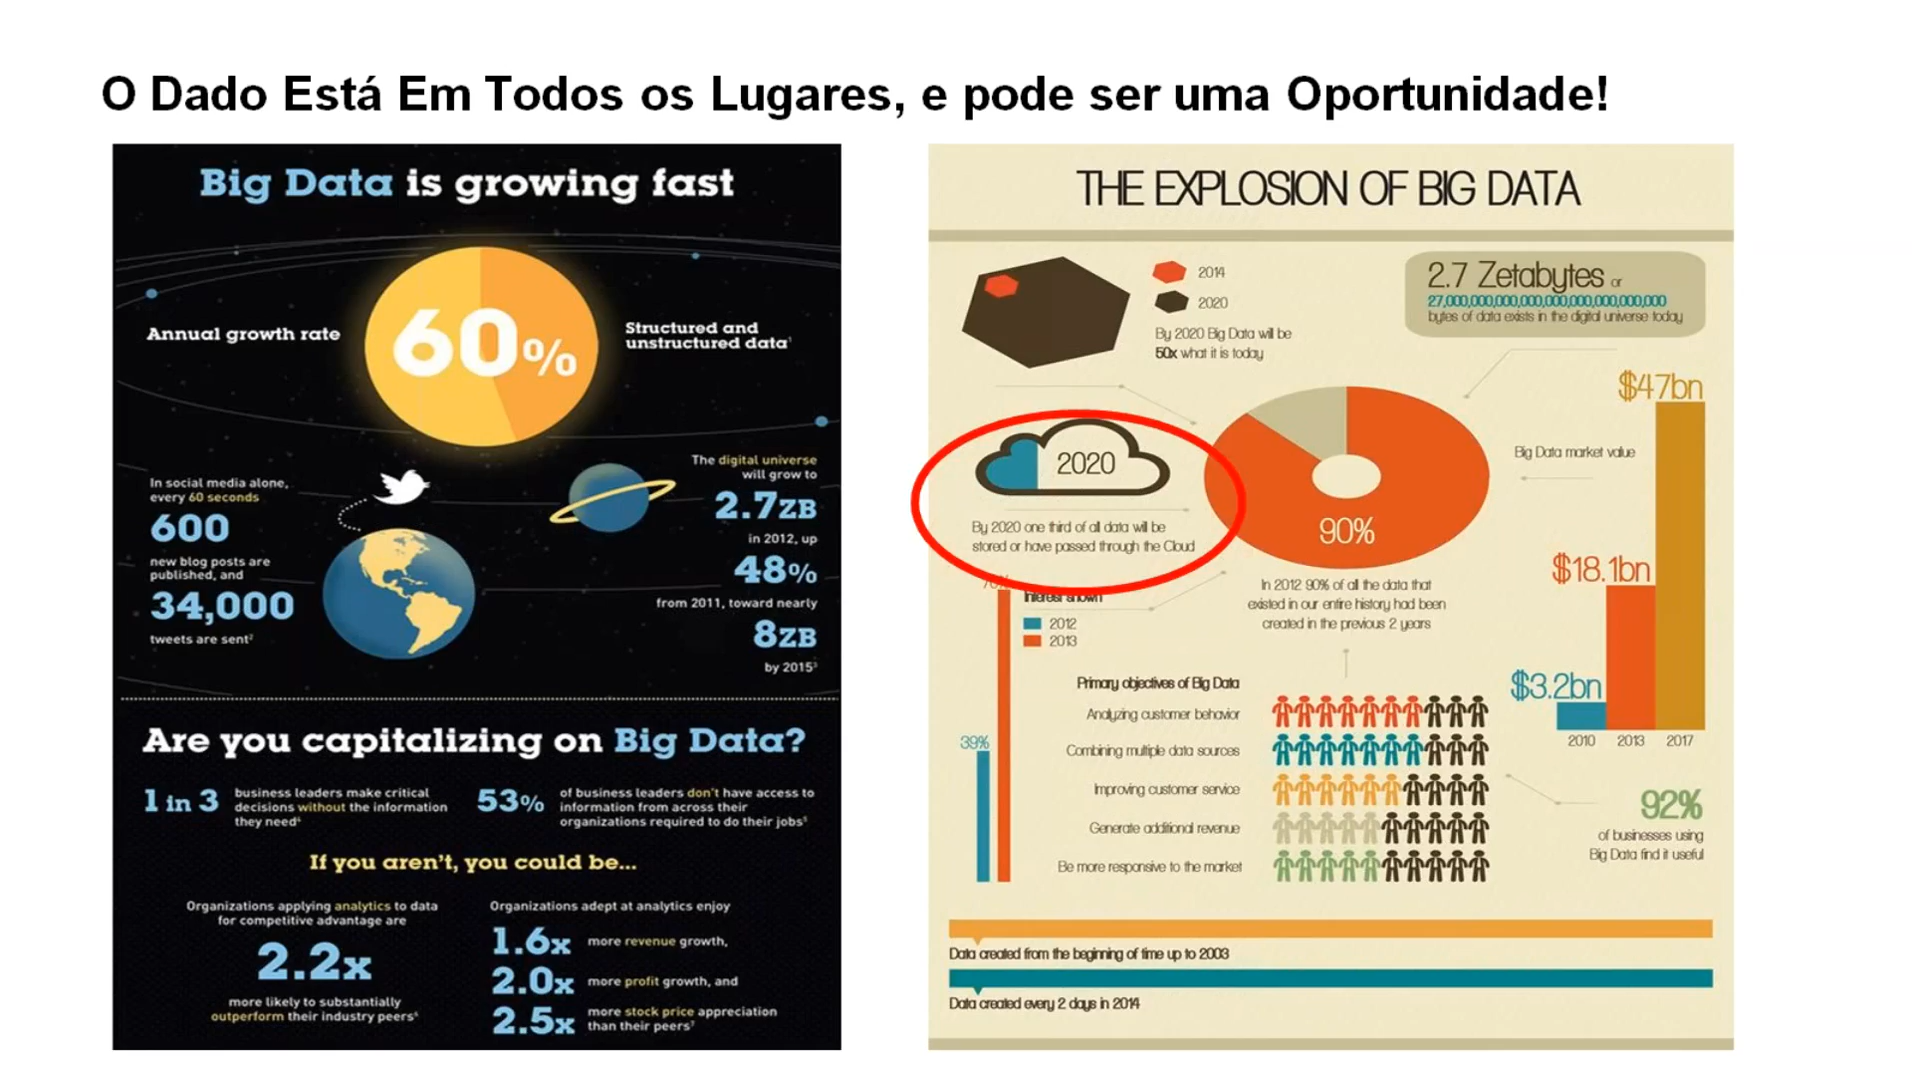 O Dado Está Em Todos os Lugares, e pode ser uma Oportunidade!
Big Data is growing fast
Annual growth rate
60%
Structured and
unstructured data¹
In social media alone,
every 60 seconds
600
new blog posts are
published, and
34,000
tweets are sent²
The digital universe
will grow to
2.7ZB
in 2012, up
48%
from 2011, toward nearly
8ZB
by 2015³
Are you capitalizing on Big Data?
1 in 3
business leaders make critical
decisions without the information
they need⁴
53%
of business leaders don't have access to
information from across their
organizations required to do their jobs⁵
If you aren't, you could be...
Organizations applying analytics to data
for competitive advantage are
2.2x
more likely to substantially
outperform their industry peers⁶
Organizations adept at analytics enjoy
1.6x more revenue growth,
2.0x more profit growth, and
2.5x more stock price appreciation
than their peers⁷
THE EXPLOSION OF BIG DATA
2014
2020
By 2020 Big Data will be
50x what it is today
2.7 Zetabytes or
27,000,000,000,000,000,000,000,000,000
bytes of data exists in the digital universe today
2020
By 2020 one third of all data will be
stored or have passed through the Cloud
90%
In 2012 90% of all the data that
existed in our entire history had been
created in the previous 2 years
Big Data market value
$47bn
$18.1bn
$3.2bn
2010 2013 2017
Interest shown
2012
2013
39%
Primary objectives of Big Data
Analyzing customer behavior
Combining multiple data sources
Improving customer service
Generate additional revenue
Be more responsive to the market
92%
of businesses using
Big Data find it useful
Data created from the beginning of time up to 2003
Data created every 2 days in 2014